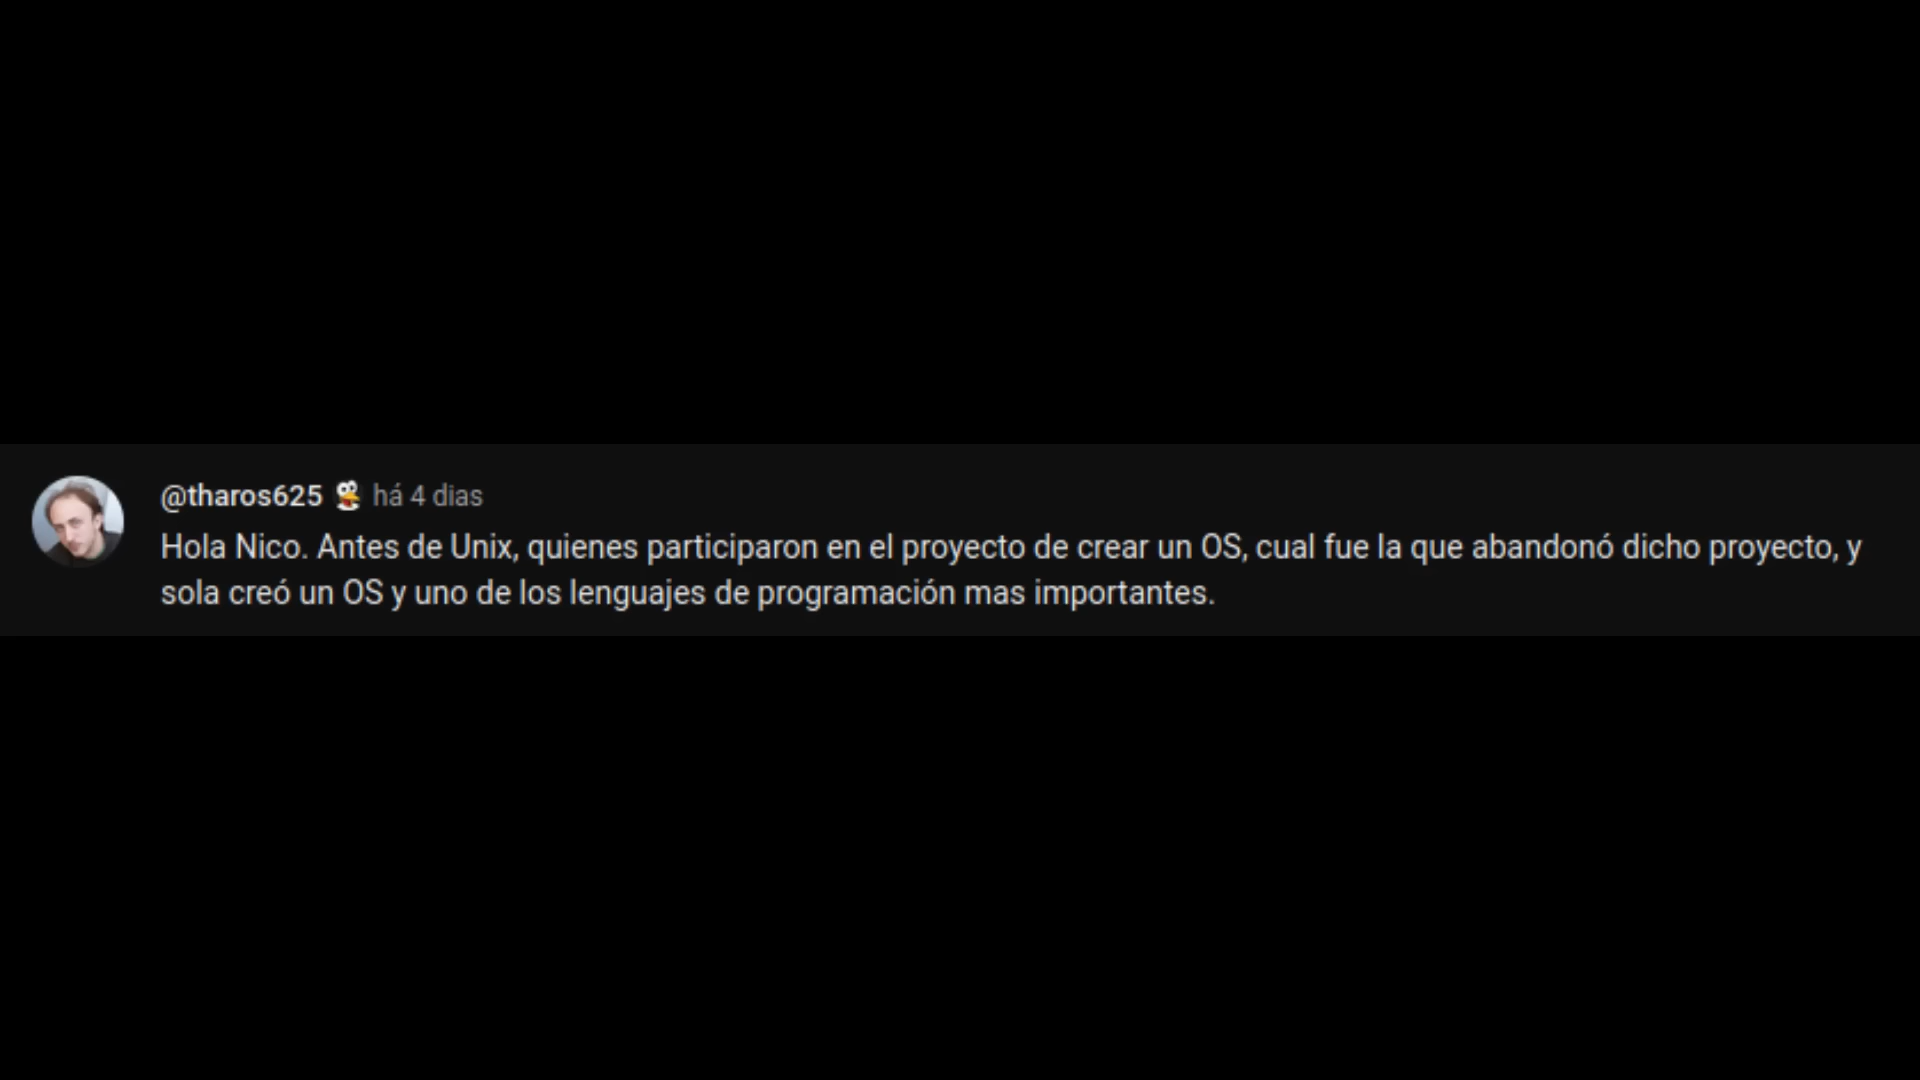 @tharos625 há 4 dias
Hola Nico. Antes de Unix, quienes participaron en el proyecto de crear un OS, cual fue la que abandonó dicho proyecto, y
sola creó un OS y uno de los lenguajes de programación mas importantes.